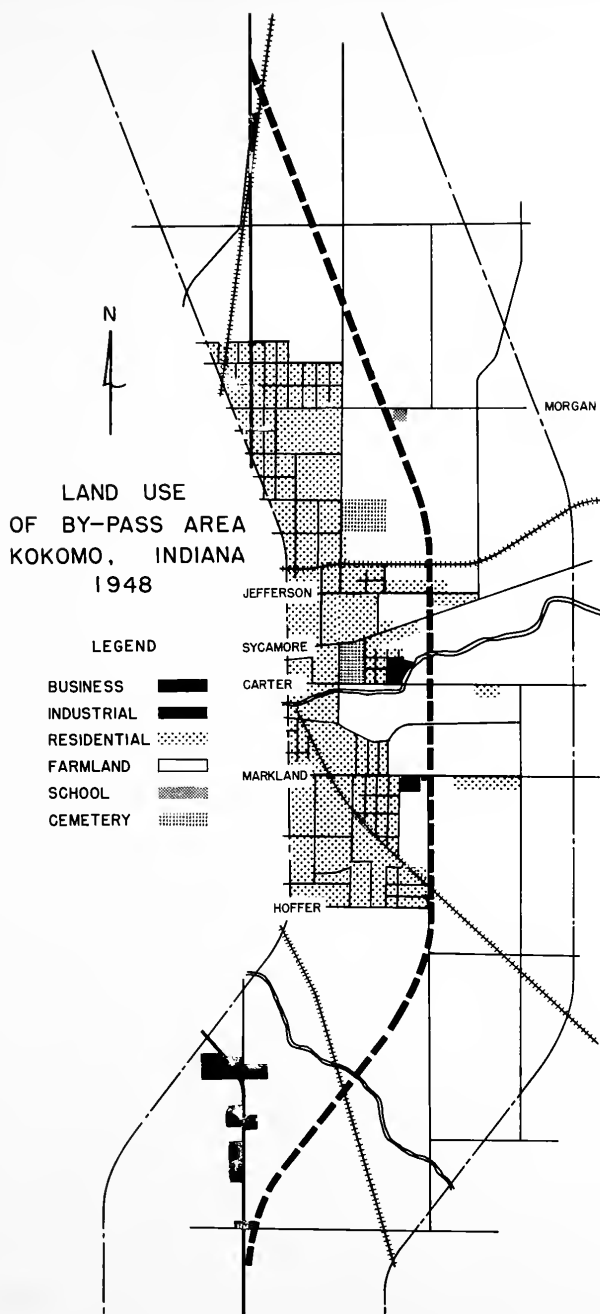 N
MORGAN
LAND USE
OF BY-PASS AREA
KOKOMO, INDIANA
1948
JEFFERSON
LEGEND
SYCAMORE
BUSINESS
CARTER
INDUSTRIAL
RESIDENTIAL
FARMLAND
MARKLAND
SCHOOL
CEMETERY
HOFFER